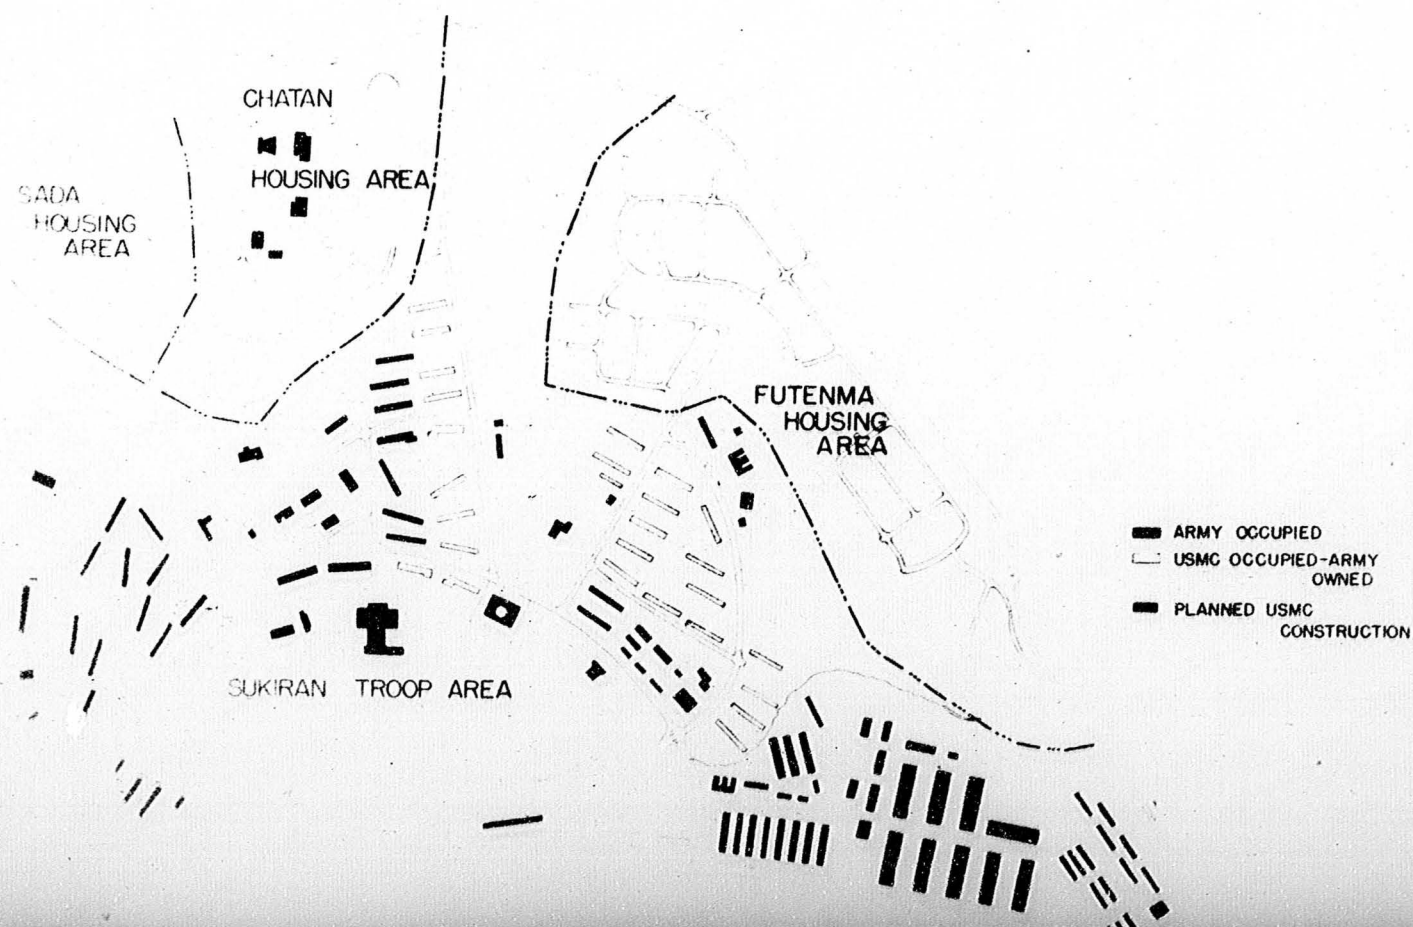 CHATAN
HOUSING AREA
SADA
HOUSING
AREA
FUTENMA
HOUSING
AREA
ARMY OCCUPIED
USMC OCCUPIED-ARMY
OWNED
PLANNED USMC
CONSTRUCTION
SUKIRAN TROOP AREA